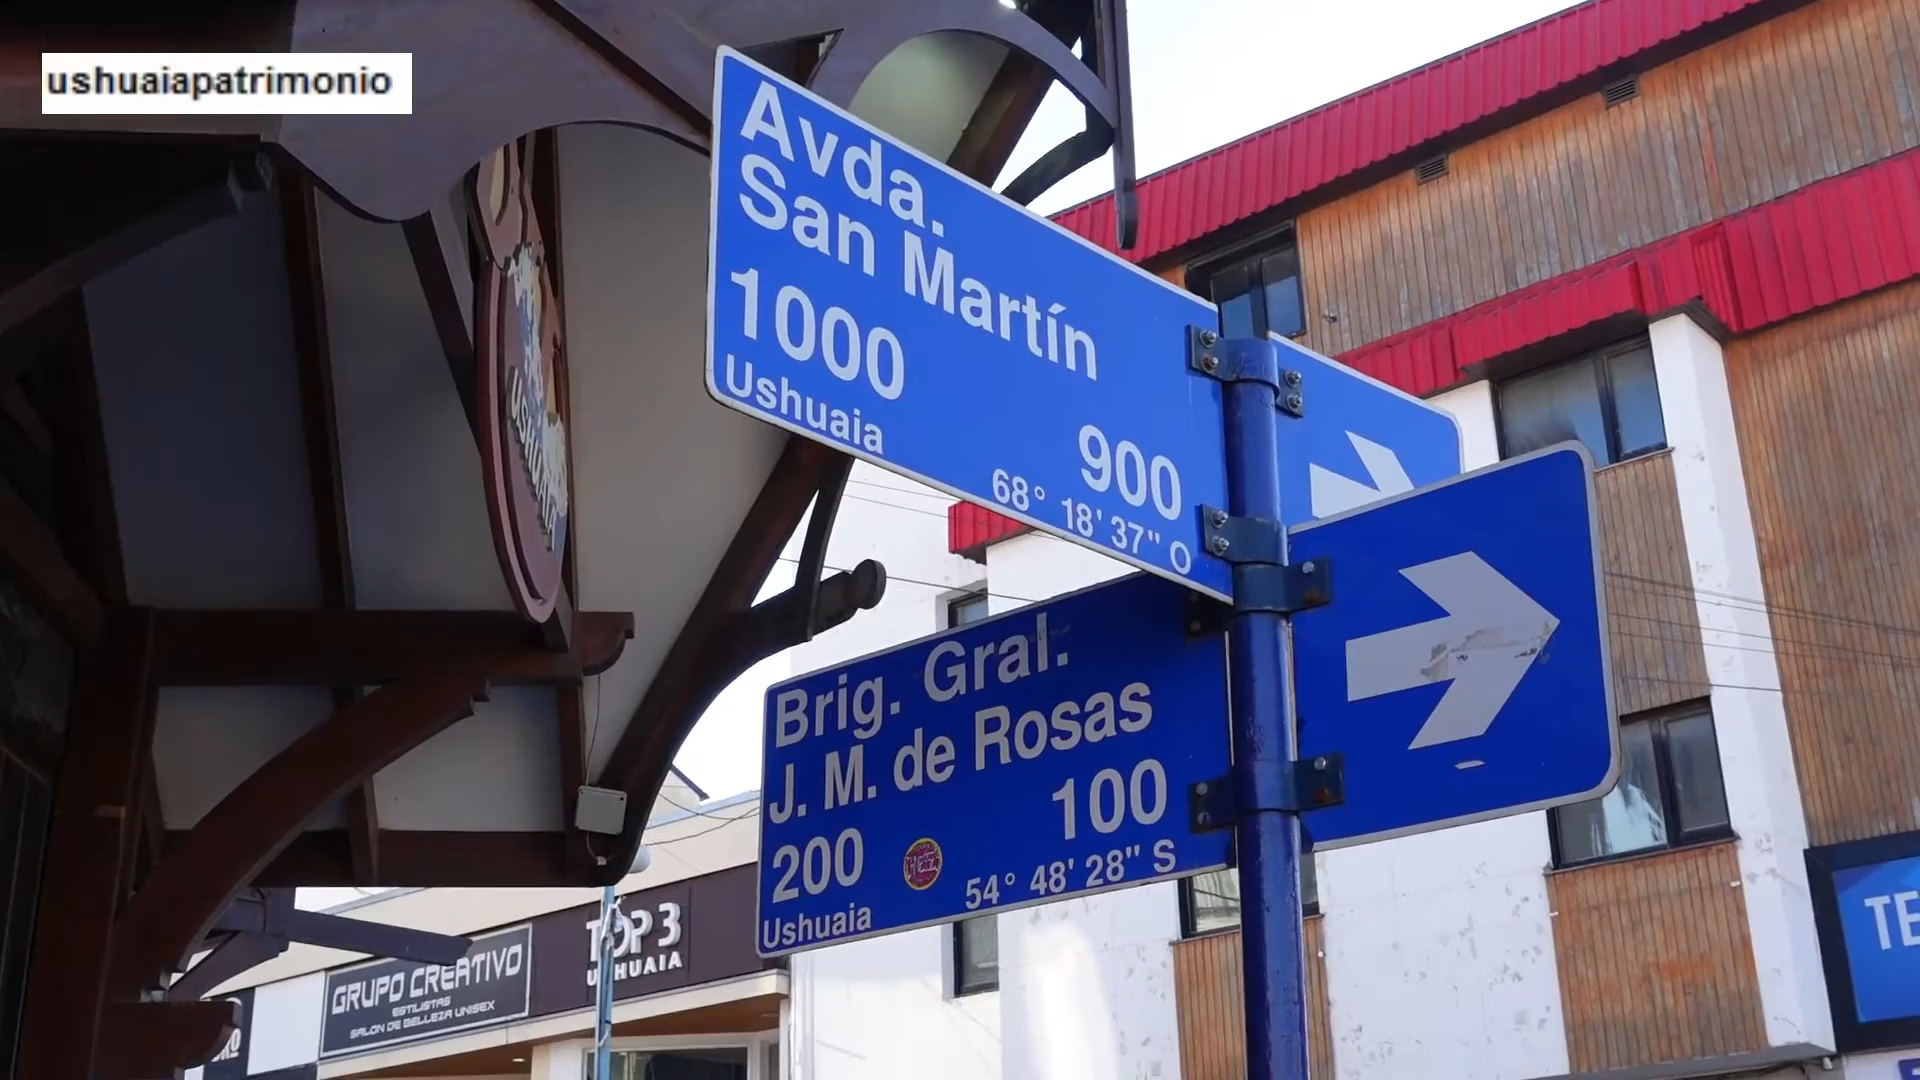 ushuaiapatrimonio
Avda.
San Martín
1000
900
Ushuaia
68° 18' 37" O
Brig. Gral.
J. M. de Rosas
200
100
Ushuaia
54° 48' 28" S
USHUAIA
GRUPO CREATIVO
ESTILISTAS
SALON DE BELLEZA UNISEX
TOP 3
USHUAIA
TE